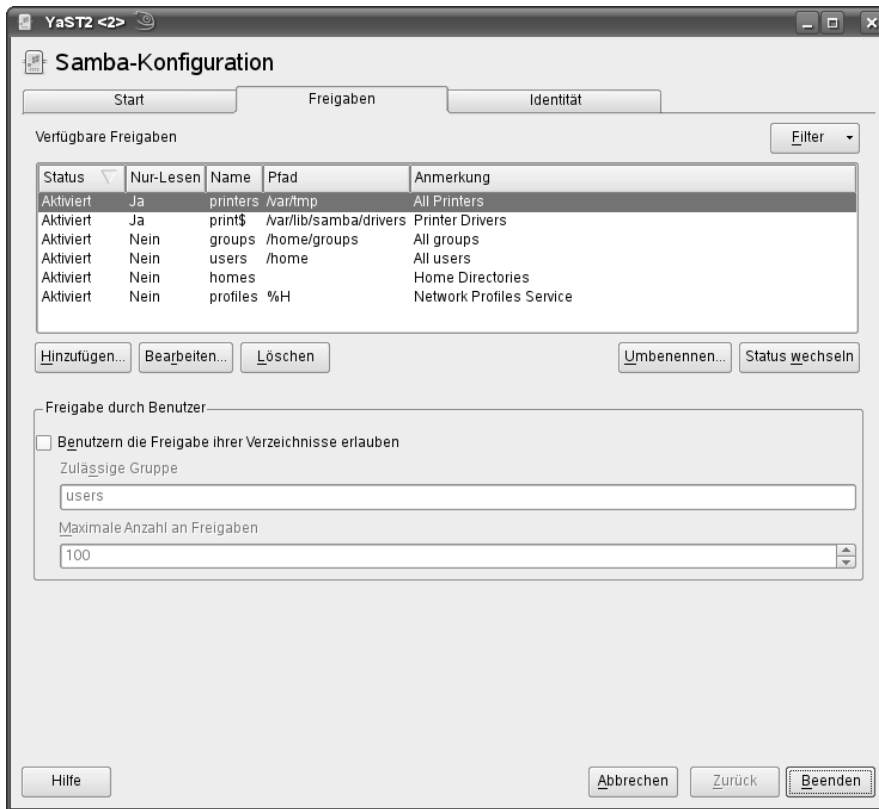 YaST2 <2>
Samba-Konfiguration
Start Freigaben Identität
Verfügbare Freigaben Filter
Status Nur-Lesen Name Pfad Anmerkung
Aktiviert Ja printers /var/tmp All Printers
Aktiviert Ja print$ /var/lib/samba/drivers Printer Drivers
Aktiviert Nein groups /home/groups All groups
Aktiviert Nein users /home All users
Aktiviert Nein homes Home Directories
Aktiviert Nein profiles %H Network Profiles Service
Hinzufügen... Bearbeiten... Löschen Umbenennen... Status wechseln
Freigabe durch Benutzer
Benutzern die Freigabe ihrer Verzeichnisse erlauben
Zulässige Gruppe
users
Maximale Anzahl an Freigaben
100
Hilfe Abbrechen Zurück Beenden